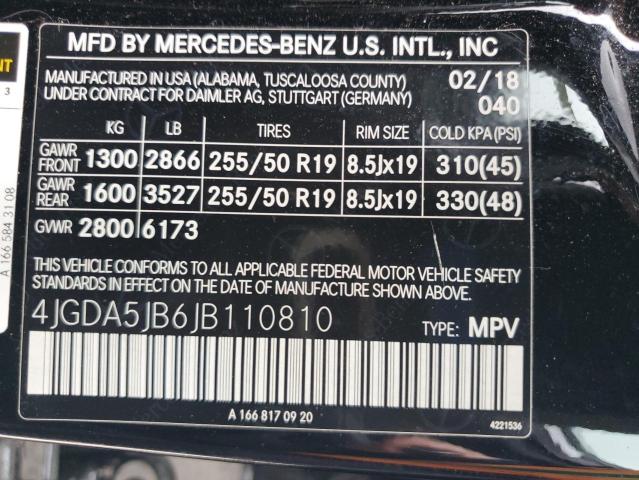 NT
3
A 166 584 31 08
MFD BY MERCEDES-BENZ U.S. INTL., INC
MANUFACTURED IN USA (ALABAMA, TUSCALOOSA COUNTY) 02/18
UNDER CONTRACT FOR DAIMLER AG, STUTTGART (GERMANY) 040
KG LB TIRES RIM SIZE COLD KPA (PSI)
GAWR FRONT 1300 2866 255/50 R19 8.5Jx19 310(45)
GAWR REAR 1600 3527 255/50 R19 8.5Jx19 330(48)
GVWR 2800 6173
THIS VEHICLE CONFORMS TO ALL APPLICABLE FEDERAL MOTOR VEHICLE SAFETY
STANDARDS IN EFFECT ON THE DATE OF MANUFACTURE SHOWN ABOVE.
4JGDA5JB6JB110810 TYPE: MPV
A 166 817 09 20
4221536